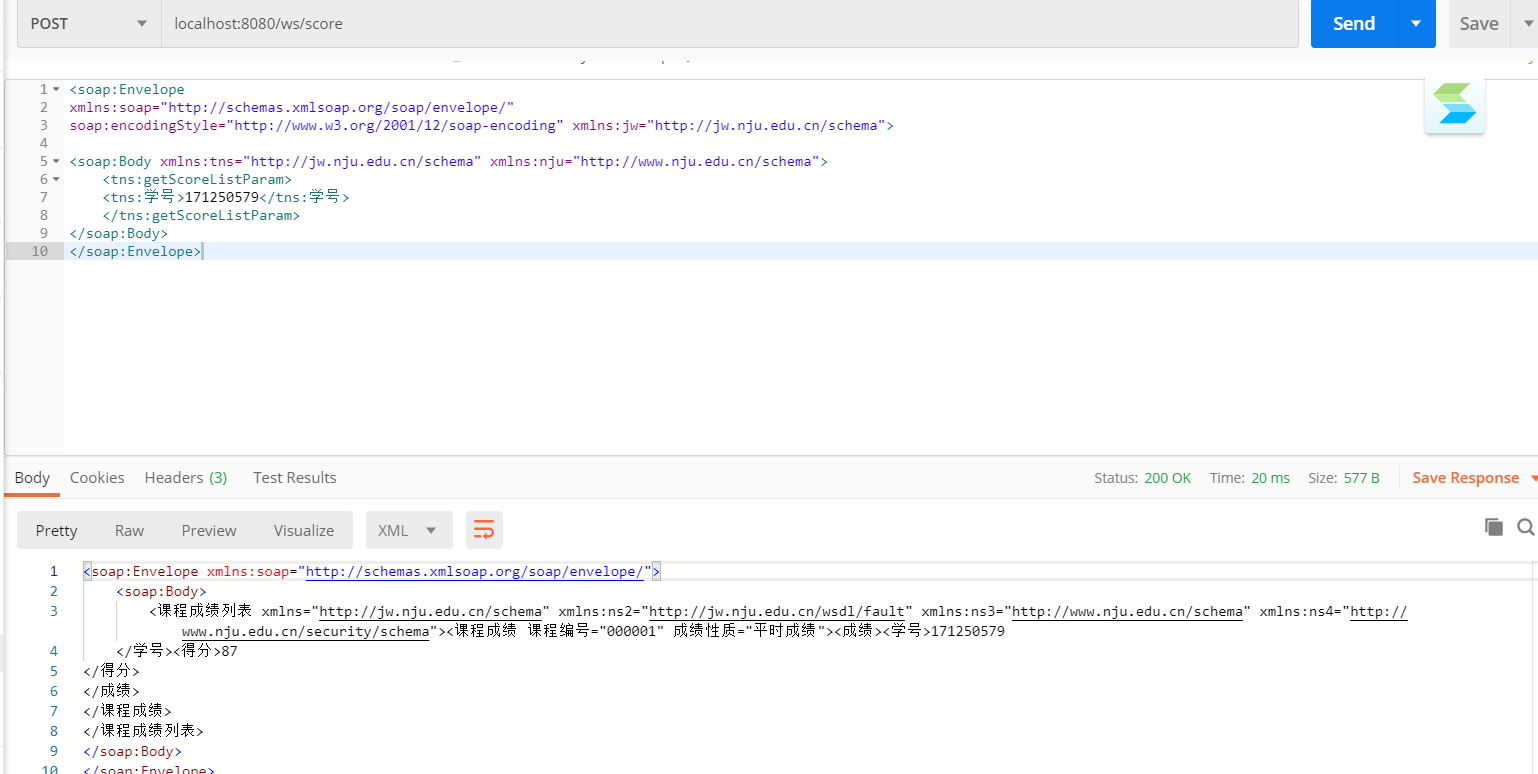 POST
localhost:8080/ws/score
Send
Save
1 <soap:Envelope
2 xmlns:soap="http://schemas.xmlsoap.org/soap/envelope/"
3 soap:encodingStyle="http://www.w3.org/2001/12/soap-encoding" xmlns:jw="http://jw.nju.edu.cn/schema">
4
5 <soap:Body xmlns:tns="http://jw.nju.edu.cn/schema" xmlns:nju="http://www.nju.edu.cn/schema">
6 <tns:getScoreListParam>
7 <tns:学号>171250579</tns:学号>
8 </tns:getScoreListParam>
9 </soap:Body>
10 </soap:Envelope>
Body Cookies Headers (3) Test Results Status: 200 OK Time: 20 ms Size: 577 B Save Response
Pretty Raw Preview Visualize XML
1 <soap:Envelope xmlns:soap="http://schemas.xmlsoap.org/soap/envelope/">
2 <soap:Body>
3 <课程成绩列表 xmlns="http://jw.nju.edu.cn/schema" xmlns:ns2="http://jw.nju.edu.cn/wsdl/fault" xmlns:ns3="http://www.nju.edu.cn/schema" xmlns:ns4="http://
www.nju.edu.cn/security/schema"><课程成绩 课程编号="000001" 成绩性质="平时成绩"><成绩><学号>171250579
4 </学号><得分>87
5 </得分>
6 </成绩>
7 </课程成绩>
8 </课程成绩列表>
9 </soap:Body>
10 </soap:Envelope>